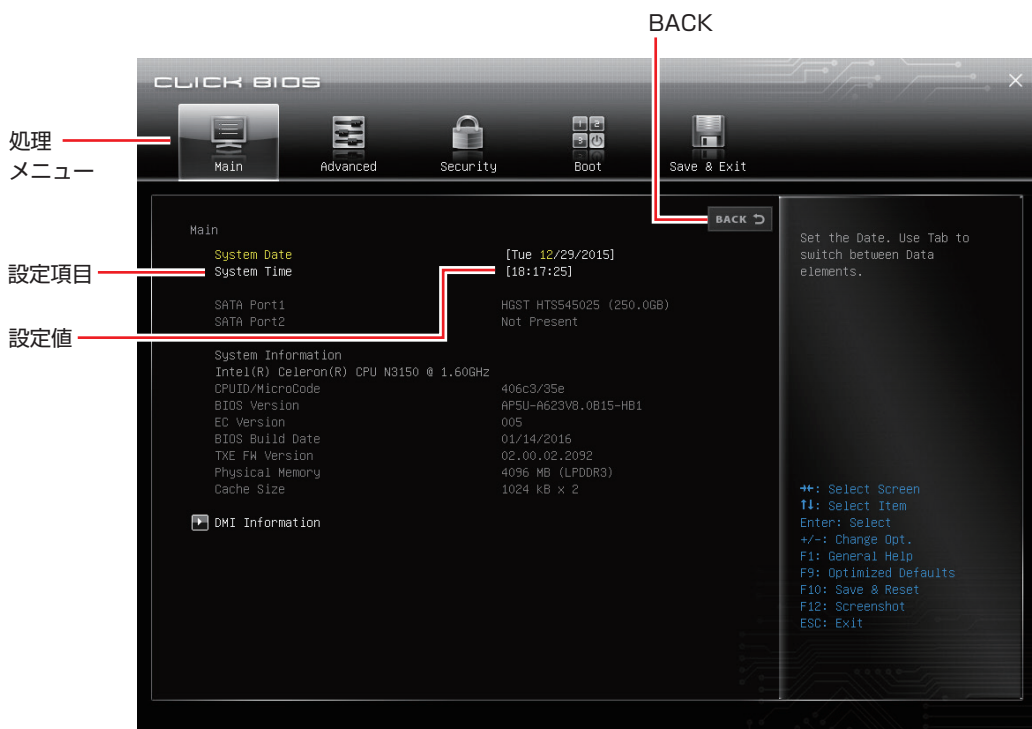 BACK
CLICK BIOS
処理
メニュー
Main Advanced Security Boot Save & Exit
BACK
Main
System Date [Tue 12/29/2015]
設定項目
System Time [18:17:25]
設定値
SATA Port1 HGST HTS545025 (250.0GB)
SATA Port2 Not Present
System Information
Intel(R) Celeron(R) CPU N3150 @ 1.60GHz
CPUID/MicroCode 406c3/35e
BIOS Version AP5U-A623V8.0B15-HB1
EC Version 005
BIOS Build Date 01/14/2016
TXE FW Version 02.00.02.2092
Physical Memory 4096 MB (LPDDR3)
Cache Size 1024 kB x 2
DMI Information
Set the Date. Use Tab to
switch between Data
elements.
→←: Select Screen
↑↓: Select Item
Enter: Select
+/-: Change Opt.
F1: General Help
F9: Optimized Defaults
F10: Save & Reset
F12: Screenshot
ESC: Exit